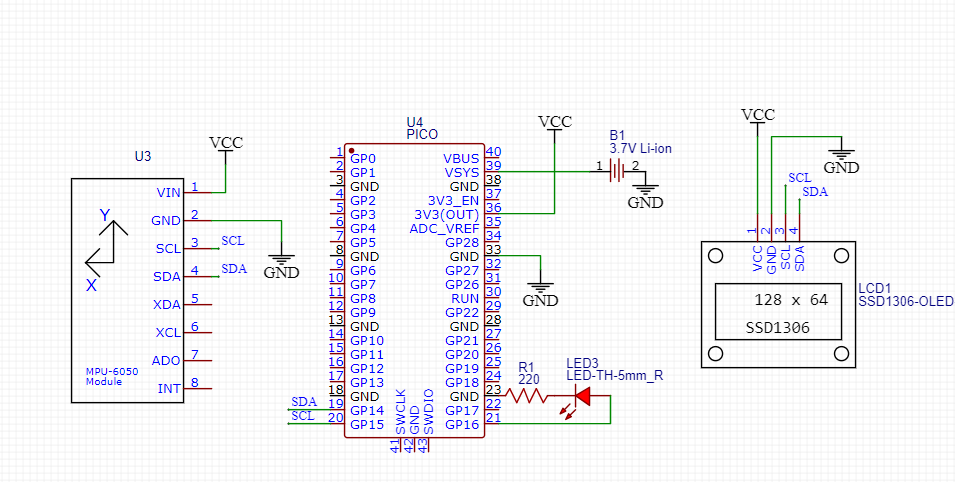 U3
VCC
VIN 1
GND 2
GND
SCL 3 SCL
SDA 4 SDA
XDA 5
XCL 6
ADO 7
INT 8
Y
X
MPU-6050
Module
U4
PICO
1 GP0
2 GP1
3 GND
4 GP2
5 GP3
6 GP4
7 GP5
8 GND
9 GP6
10 GP7
11 GP8
12 GP9
13 GND
14 GP10
15 GP11
16 GP12
17 GP13
18 GND
SDA 19 GP14
SCL 20 GP15
VBUS 40
VSYS 39
GND 38
3V3_EN 37
3V3(OUT) 36
ADC_VREF 35
GP28 34
GND 33
GP27 32
GP26 31
RUN 30
GP22 29
GND 28
GP21 27
GP20 26
GP19 25
GP18 24
GND 23
GP17 22
GP16 21
SWCLK 41
GND 42
SWDIO 43
VCC
B1
3.7V Li-ion
1 2
GND
GND
R1
220
LED3
LED-TH-5mm_R
VCC
GND
SCL
SDA
1 2 3 4
VCC GND SCL SDA
128 x 64
SSD1306
LCD1
SSD1306-OLED